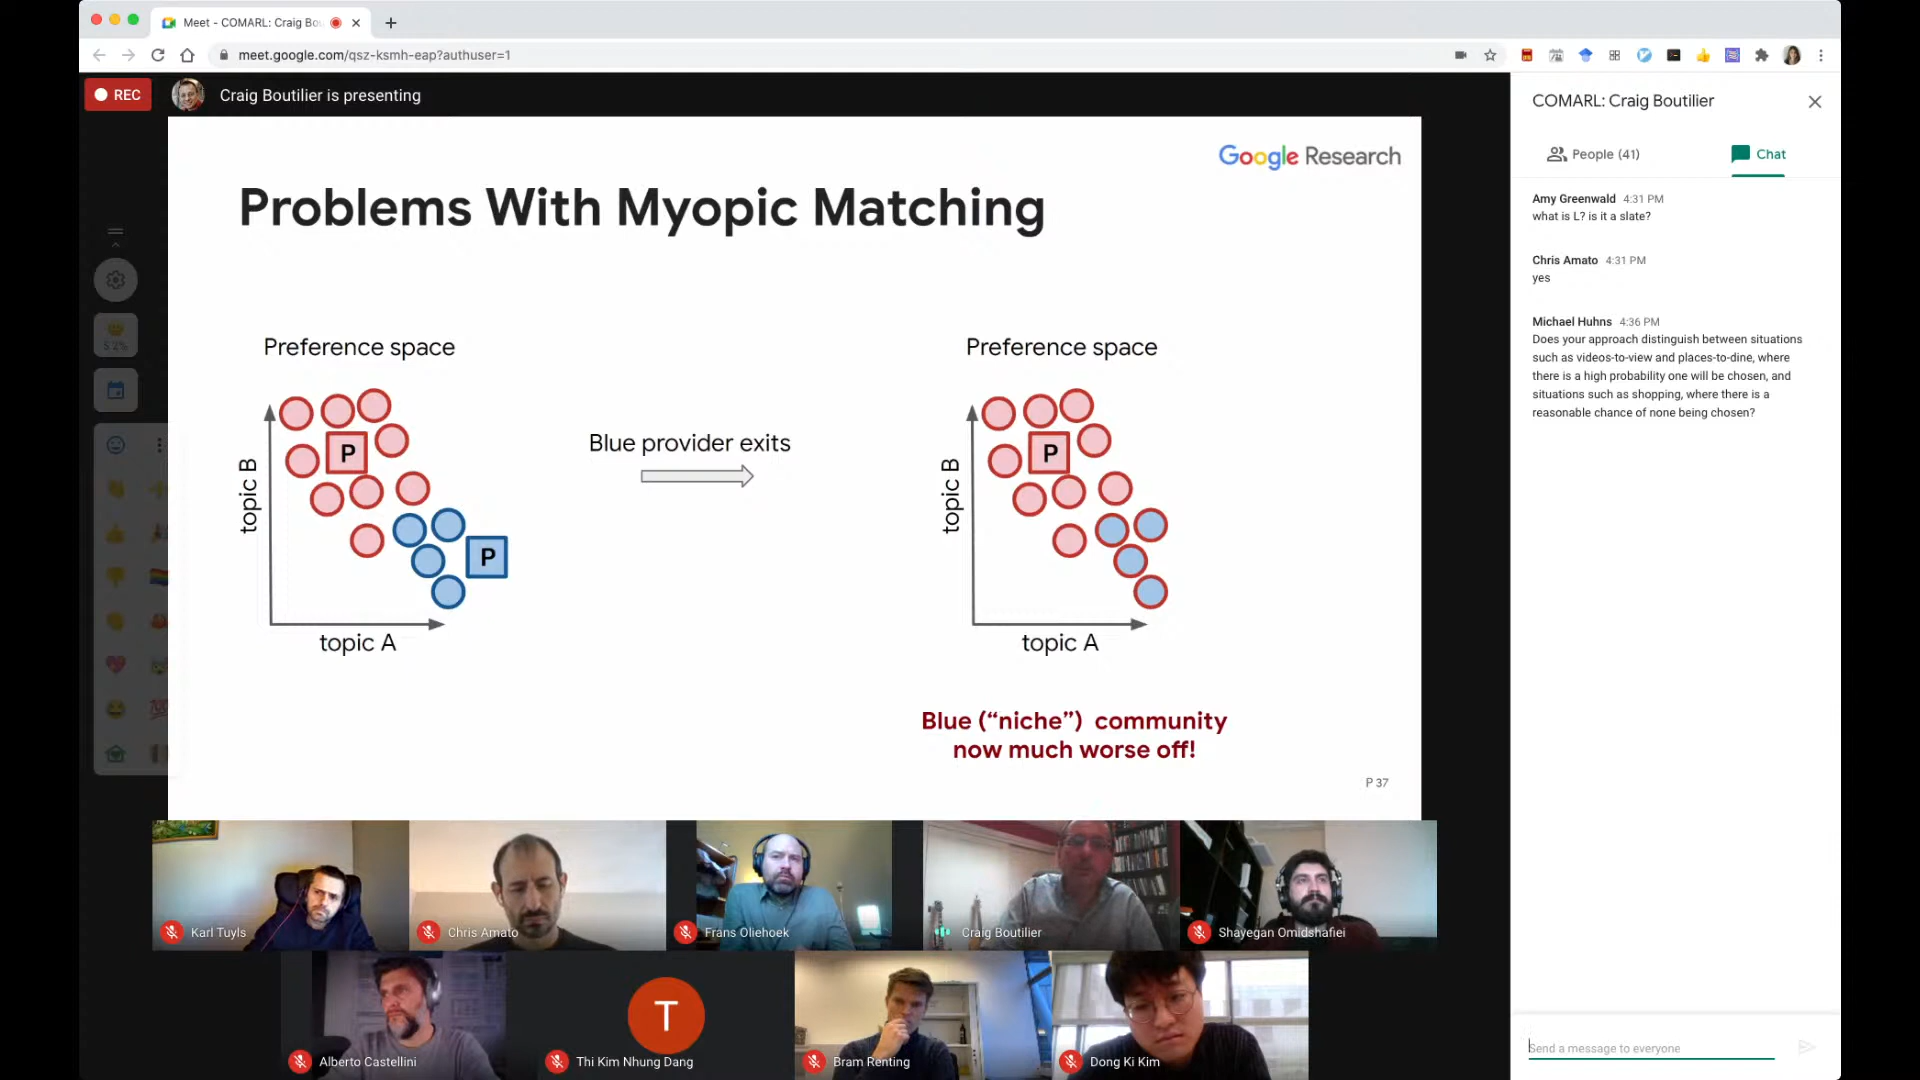 Meet - COMARL: Craig Bou
meet.google.com/qsz-ksmh-eap?authuser=1
REC
Craig Boutilier is presenting
Google Research
Problems With Myopic Matching
Preference space
P
P
topic B
topic A
Blue provider exits
Preference space
P
topic B
topic A
Blue (“niche”) community
now much worse off!
P 37
5.2%
COMARL: Craig Boutilier
People (41)
Chat
Amy Greenwald 4:31 PM
what is L? is it a slate?
Chris Amato 4:31 PM
yes
Michael Huhns 4:36 PM
Does your approach distinguish between situations
such as videos-to-view and places-to-dine, where
there is a high probability one will be chosen, and
situations such as shopping, where there is a
reasonable chance of none being chosen?
Send a message to everyone
Karl Tuyls
Chris Amato
Frans Oliehoek
Craig Boutilier
Shayegan Omidshafiei
Alberto Castellini
T
Thi Kim Nhung Dang
Bram Renting
Dong Ki Kim